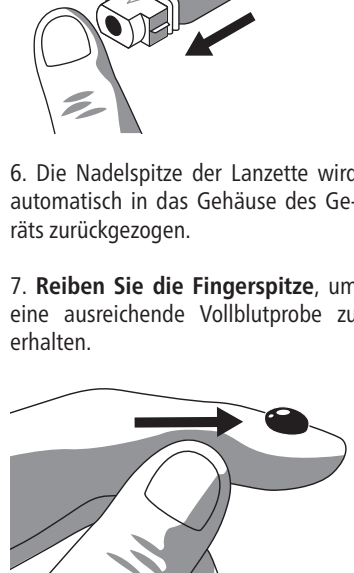 6. Die Nadelspitze der Lanzette wird
automatisch in das Gehäuse des Ge-
räts zurückgezogen.
7. Reiben Sie die Fingerspitze, um
eine ausreichende Vollblutprobe zu
erhalten.